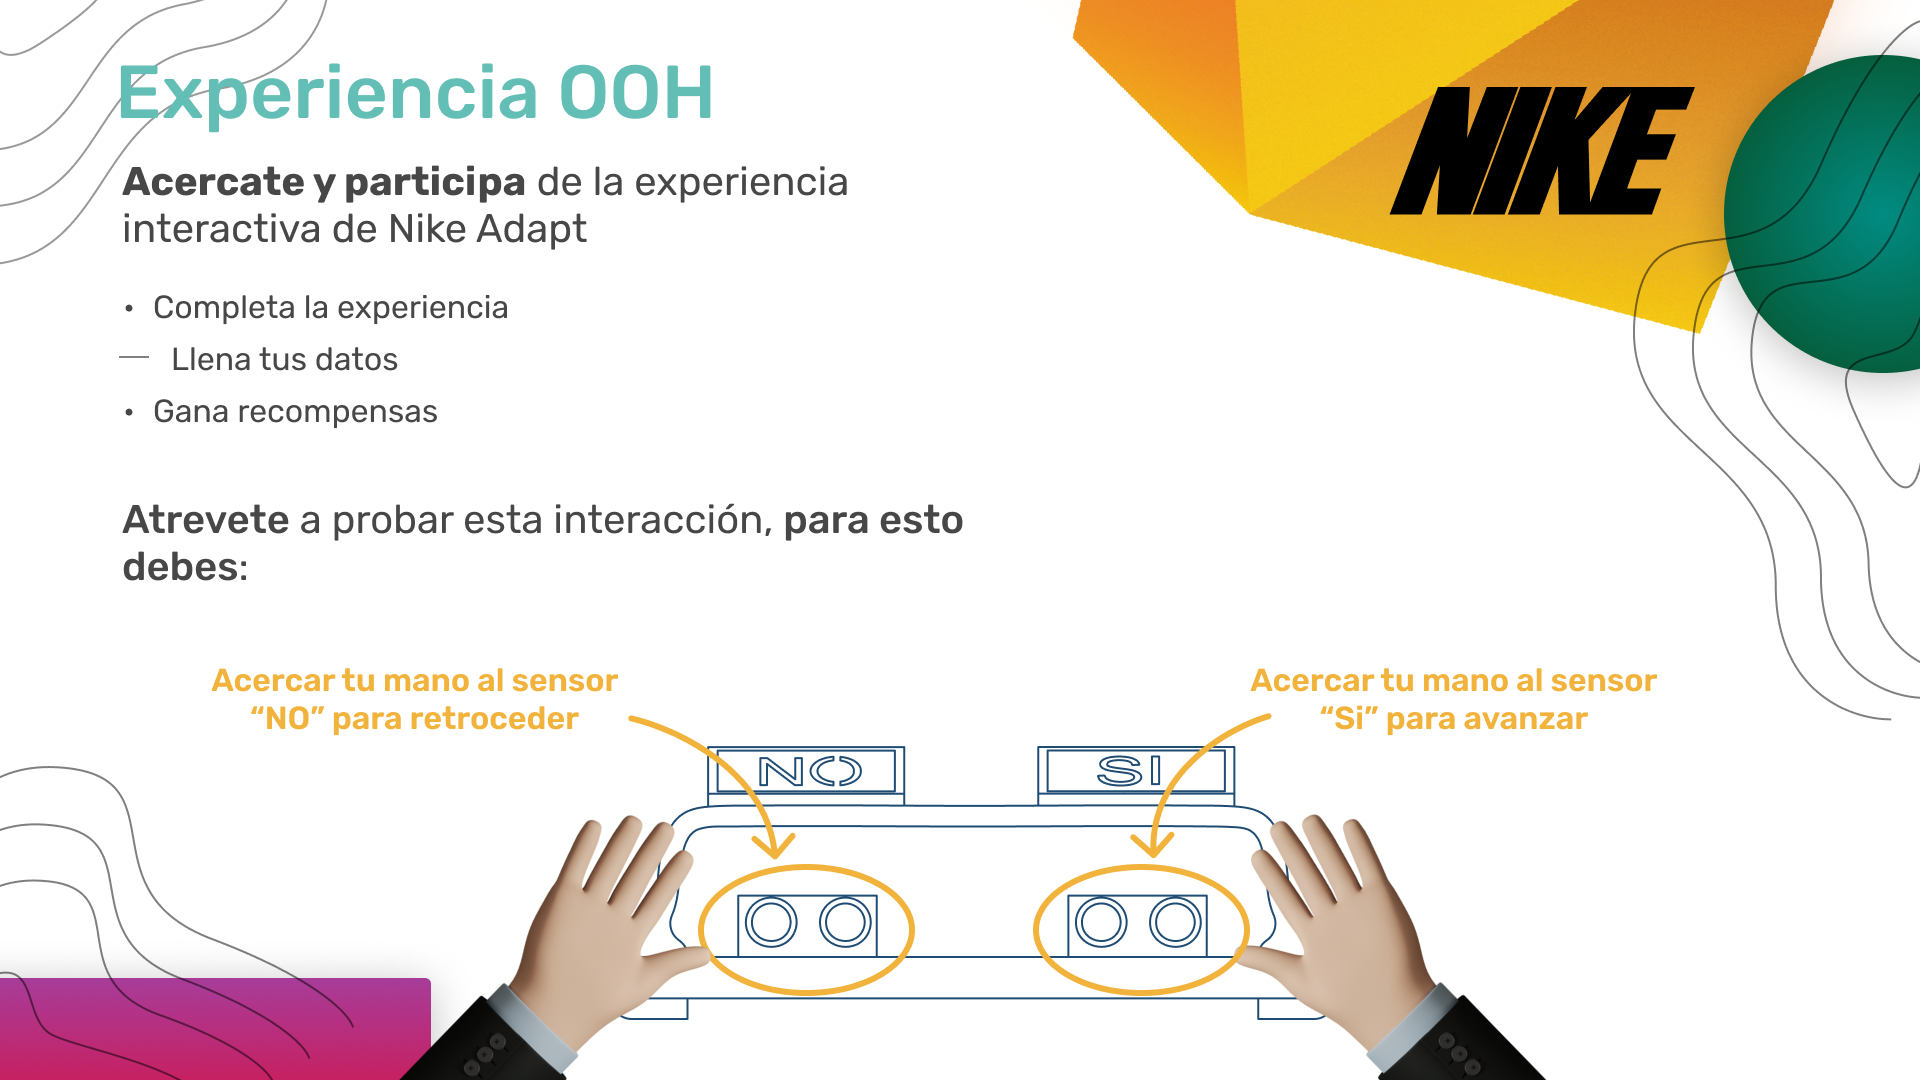 Experiencia OOH
NIKE
Acercate y participa de la experiencia
interactiva de Nike Adapt
• Completa la experiencia
— Llena tus datos
• Gana recompensas
Atrevete a probar esta interacción, para esto
debes:
Acercar tu mano al sensor
“NO” para retroceder
Acercar tu mano al sensor
“Si” para avanzar
NO
SI